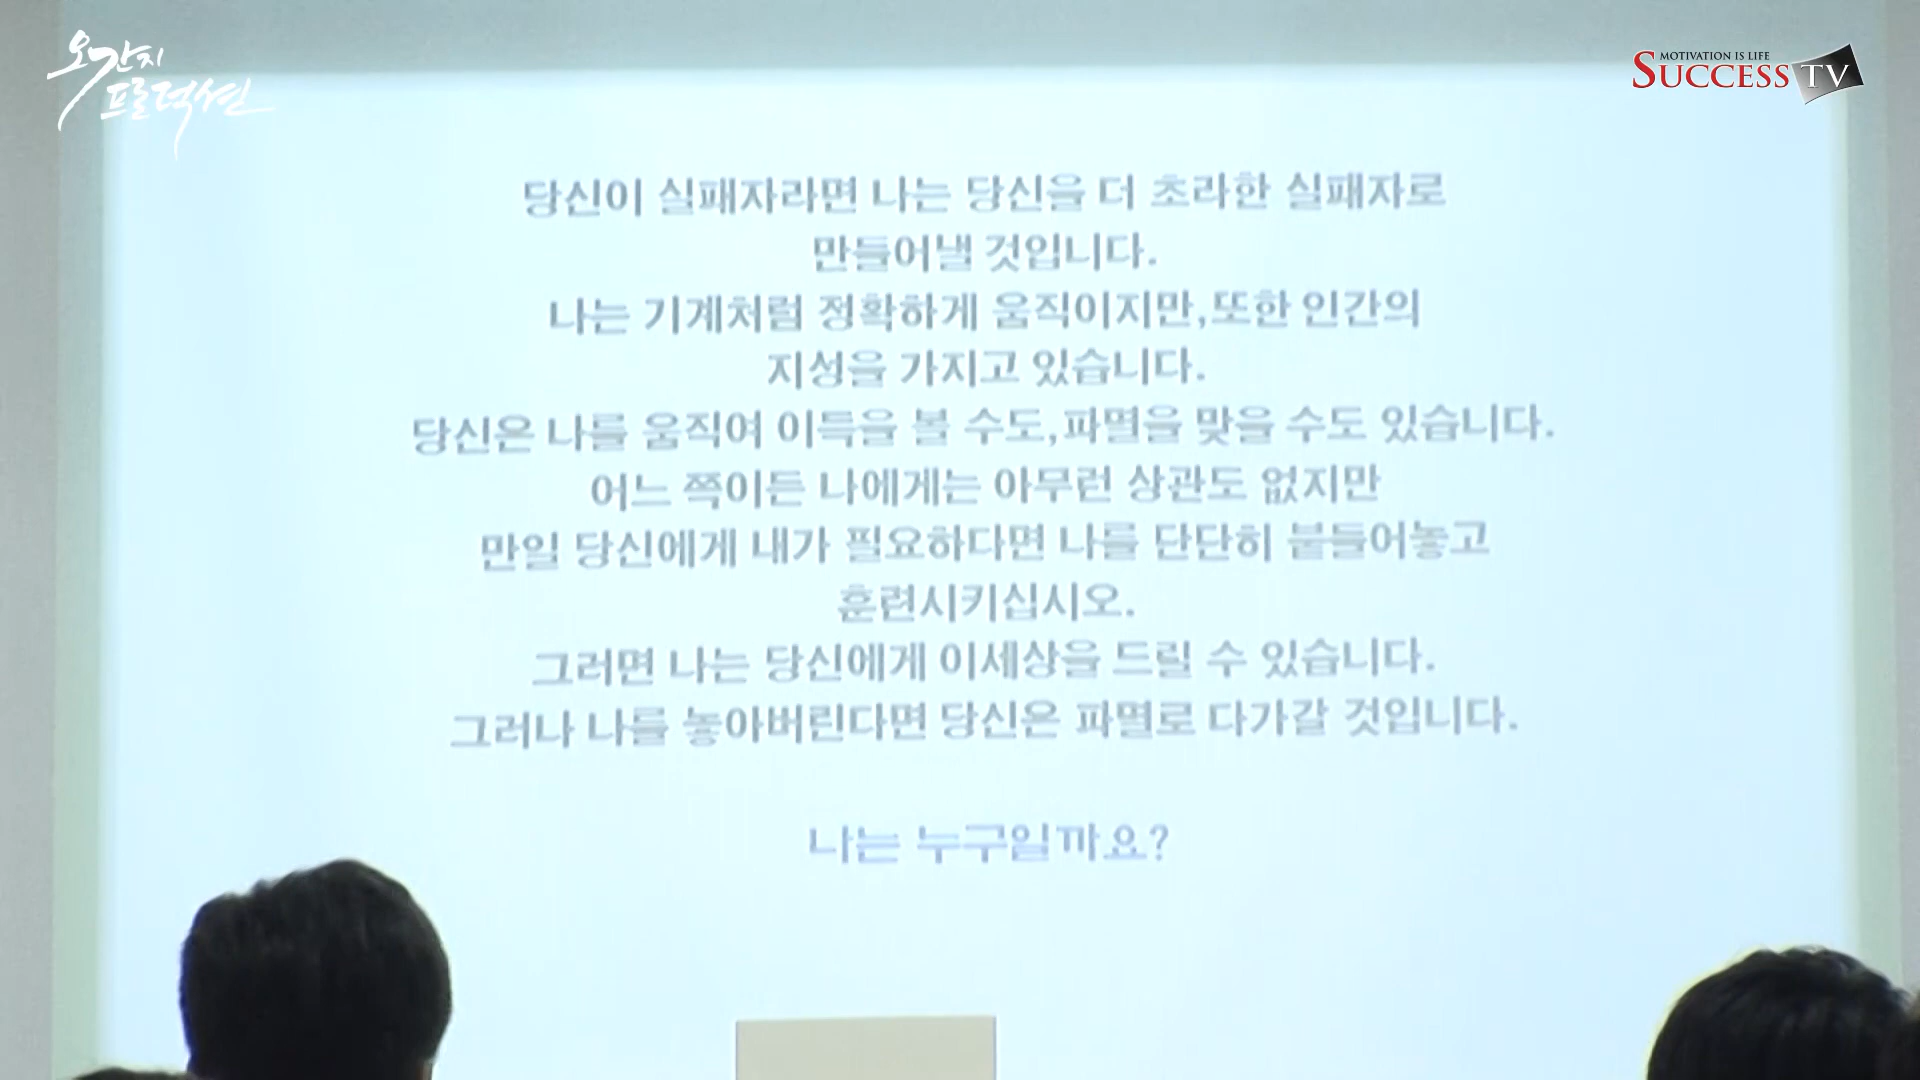 오간지
프로덕션
MOTIVATION IS LIFE
SUCCESS TV
당신이 실패자라면 나는 당신을 더 초라한 실패자로
만들어낼 것입니다.
나는 기계처럼 정확하게 움직이지만,또한 인간의
지성을 가지고 있습니다.
당신은 나를 움직여 이득을 볼 수도,파멸을 맞을 수도 있습니다.
어느 쪽이든 나에게는 아무런 상관도 없지만
만일 당신에게 내가 필요하다면 나를 단단히 붙들어놓고
훈련시키십시오.
그러면 나는 당신에게 이세상을 드릴 수 있습니다.
그러나 나를 놓아버린다면 당신은 파멸로 다가갈 것입니다.
나는 누구일까요?